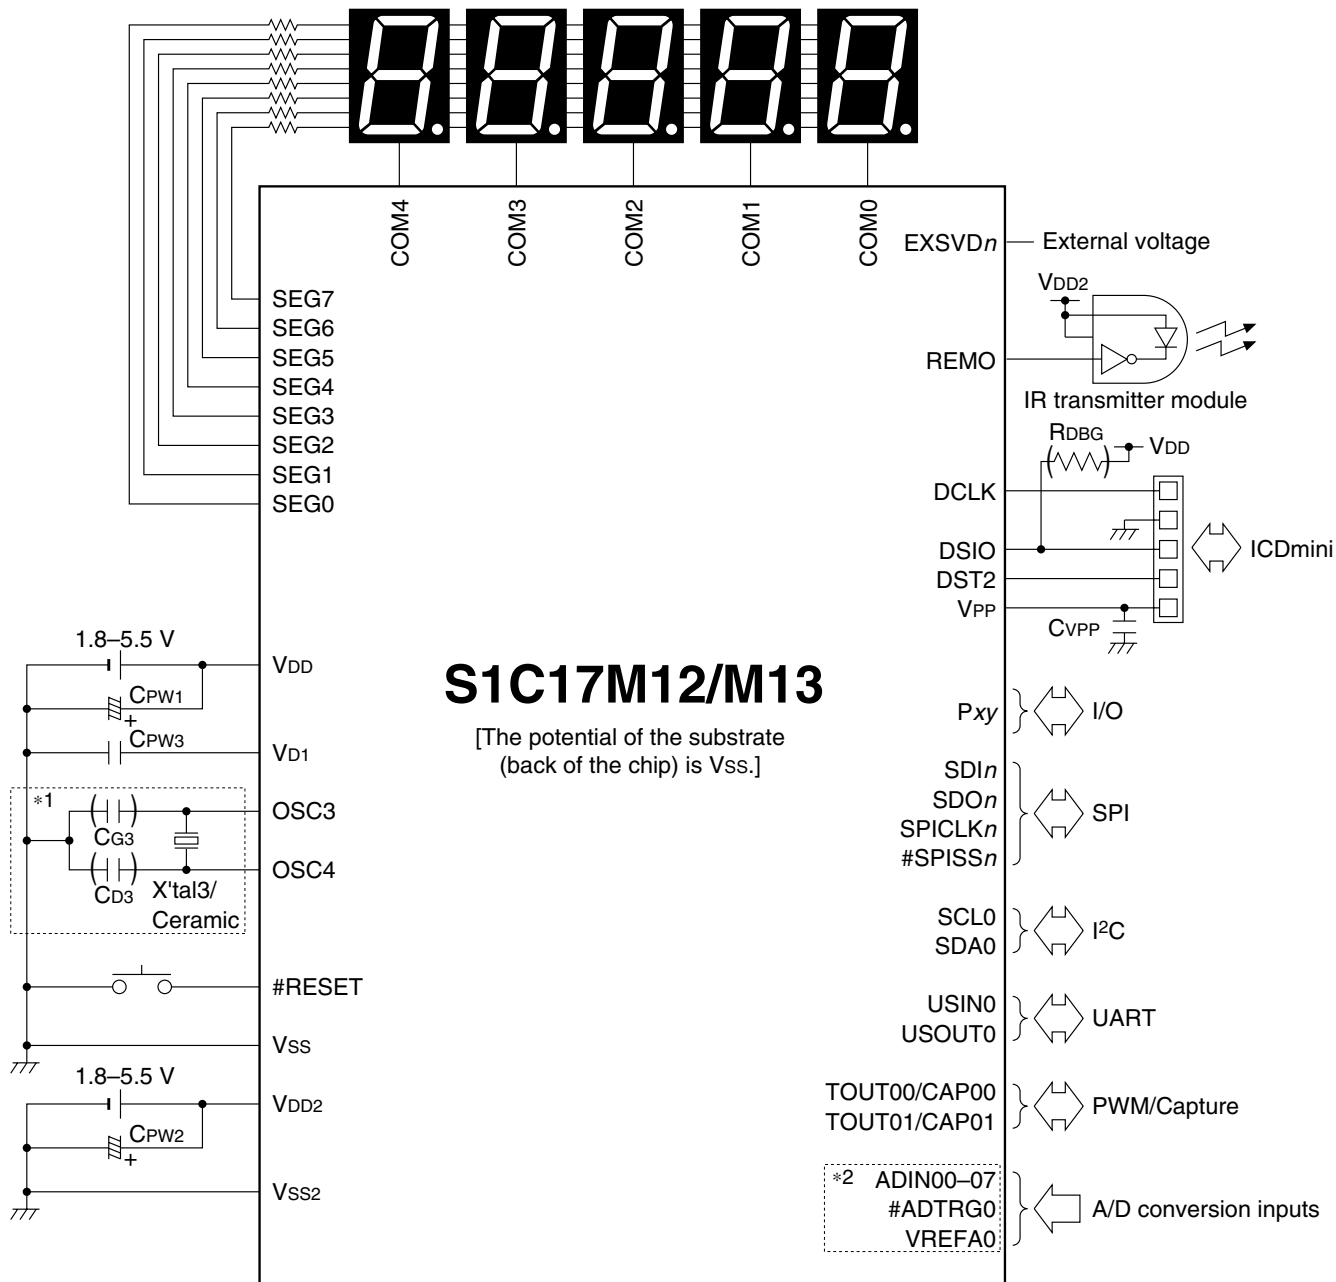 COM4
COM3
COM2
COM1
COM0
SEG7
SEG6
SEG5
SEG4
SEG3
SEG2
SEG1
SEG0
EXSVDn
External voltage
VDD2
REMO
IR transmitter module
RDBG
VDD
DCLK
DSIO
DST2
VPP
CVPP
ICDmini
1.8–5.5 V
CPW1
+
CPW3
VDD
VD1
*1
CG3
CD3
X'tal3/
Ceramic
OSC3
OSC4
#RESET
VSS
1.8–5.5 V
CPW2
+
VDD2
VSS2
S1C17M12/M13
[The potential of the substrate
(back of the chip) is VSS.]
Pxy
I/O
SDIn
SDOn
SPICLKn
#SPISSn
SPI
SCL0
SDA0
I²C
USIN0
USOUT0
UART
TOUT00/CAP00
TOUT01/CAP01
PWM/Capture
*2 ADIN00–07
#ADTRG0
VREFA0
A/D conversion inputs